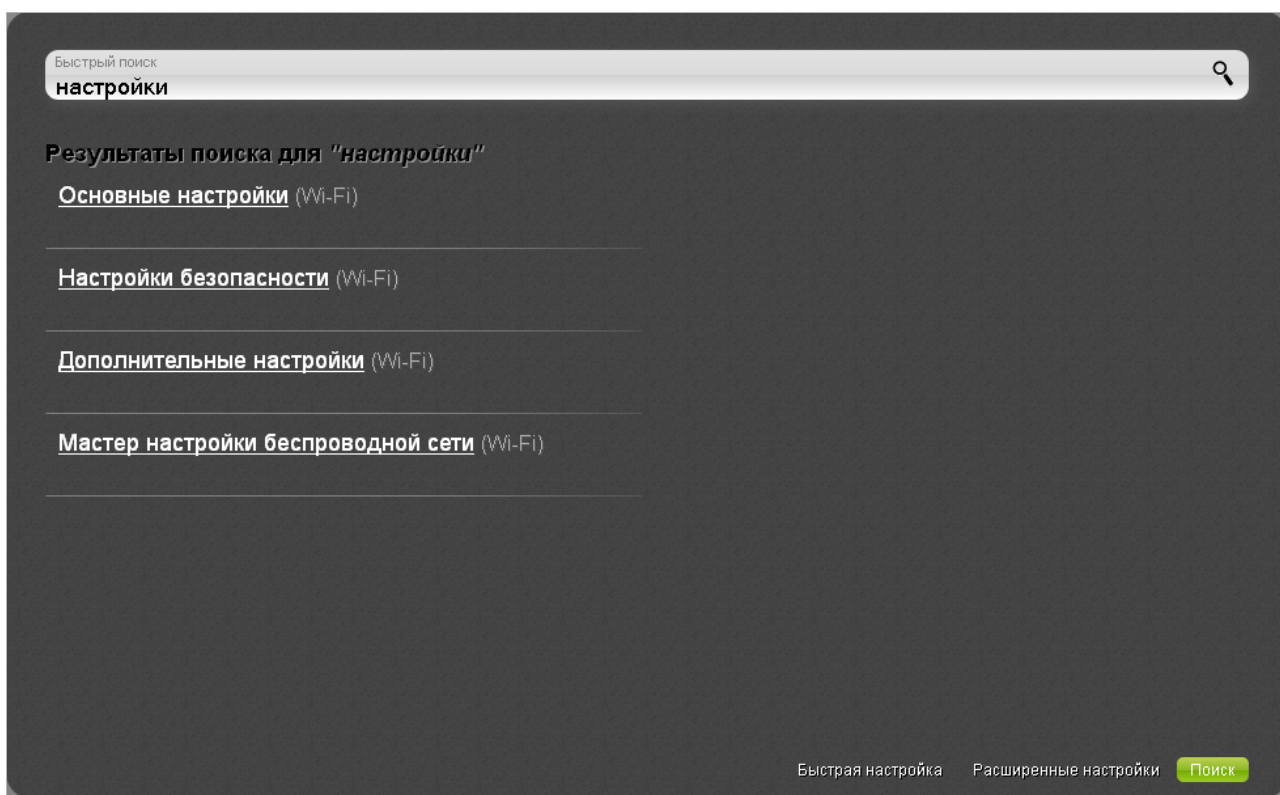 Быстрый поиск
настройки
Результаты поиска для "настройки"
Основные настройки (Wi-Fi)
Настройки безопасности (Wi-Fi)
Дополнительные настройки (Wi-Fi)
Мастер настройки беспроводной сети (Wi-Fi)
Быстрая настройка Расширенные настройки Поиск